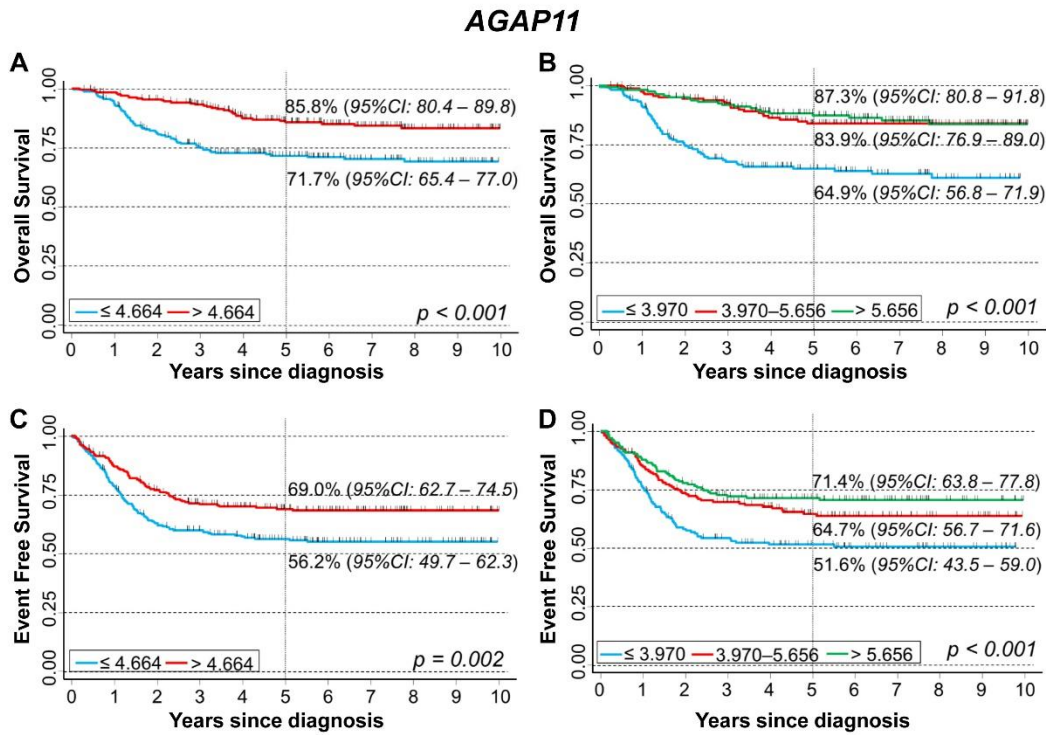 AGAP11
A
Overall Survival
1.00
0.75
0.50
0.25
0.00
85.8% (95%CI: 80.4 – 89.8)
71.7% (95%CI: 65.4 – 77.0)
≤ 4.664 > 4.664
p < 0.001
0 1 2 3 4 5 6 7 8 9 10
Years since diagnosis
B
Overall Survival
1.00
0.75
0.50
0.25
0.00
87.3% (95%CI: 80.8 – 91.8)
83.9% (95%CI: 76.9 – 89.0)
64.9% (95%CI: 56.8 – 71.9)
≤ 3.970 3.970–5.656 > 5.656
p < 0.001
0 1 2 3 4 5 6 7 8 9 10
Years since diagnosis
C
Event Free Survival
1.00
0.75
0.50
0.25
0.00
69.0% (95%CI: 62.7 – 74.5)
56.2% (95%CI: 49.7 – 62.3)
≤ 4.664 > 4.664
p = 0.002
0 1 2 3 4 5 6 7 8 9 10
Years since diagnosis
D
Event Free Survival
1.00
0.75
0.50
0.25
0.00
71.4% (95%CI: 63.8 – 77.8)
64.7% (95%CI: 56.7 – 71.6)
51.6% (95%CI: 43.5 – 59.0)
≤ 3.970 3.970–5.656 > 5.656
p < 0.001
0 1 2 3 4 5 6 7 8 9 10
Years since diagnosis